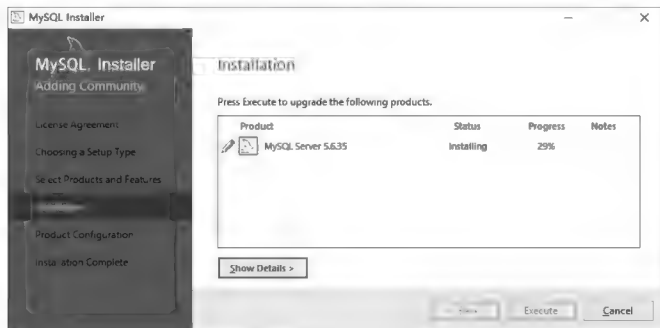 MySQL Installer
MySQL. Installer
Adding Community
License Agreement
Choosing a Setup Type
Select Products and Features
Product Configuration
Installation Complete
Installation
Press Execute to upgrade the following products.
Product Status Progress Notes
MySQL Server 5.6.35 Installing 29%
Show Details >
Execute Cancel